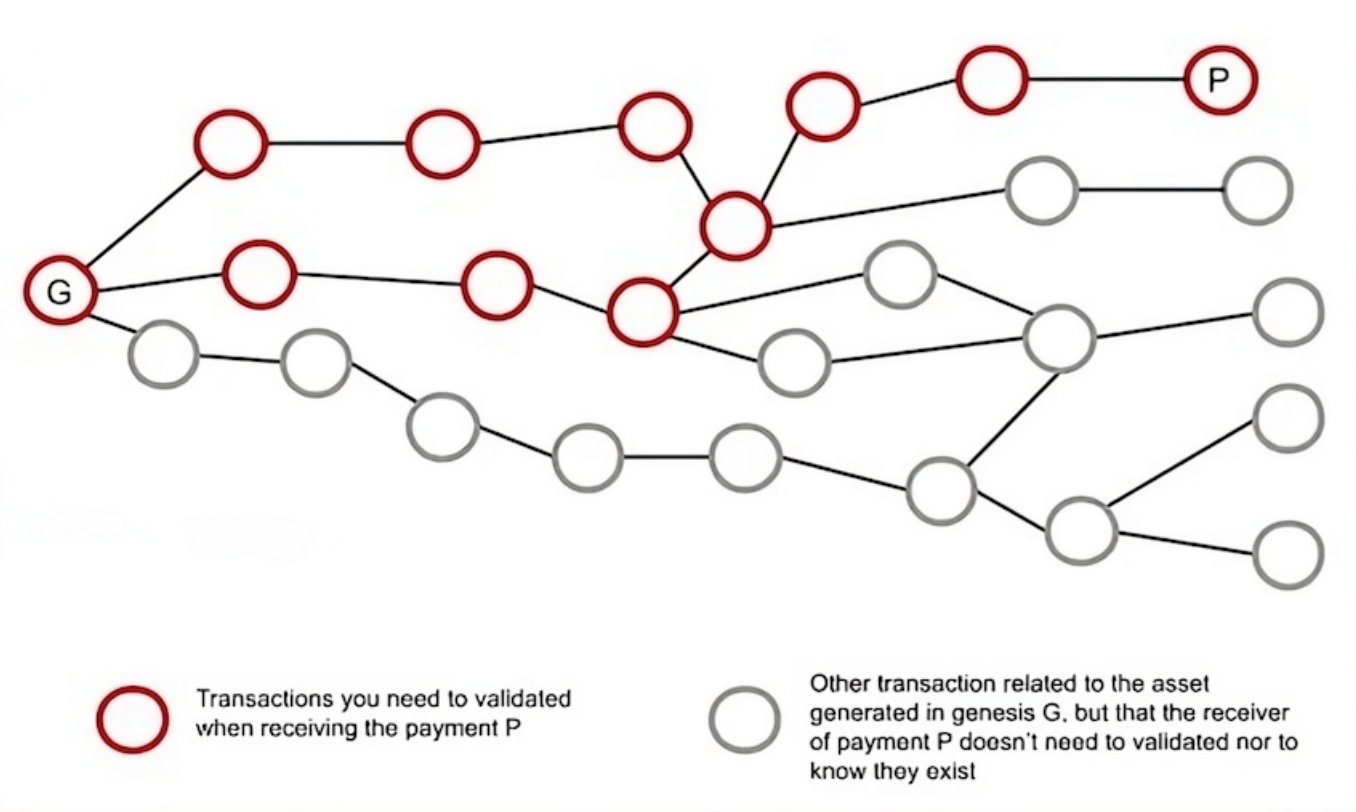 P
G
Transactions you need to validated
when receiving the payment P
Other transaction related to the asset
generated in genesis G, but that the receiver
of payment P doesn't need to validated nor to
know they exist